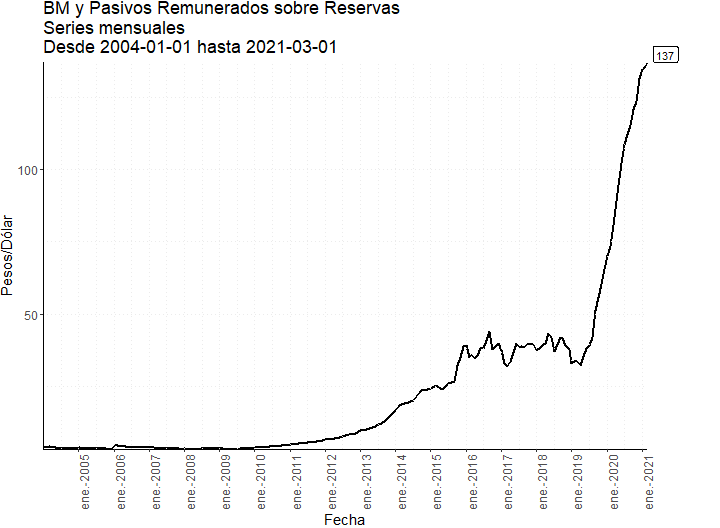 BM y Pasivos Remunerados sobre Reservas
Series mensuales
Desde 2004-01-01 hasta 2021-03-01
137
100
50
Pesos/Dólar
ene.-2005
ene.-2006
ene.-2007
ene.-2008
ene.-2009
ene.-2010
ene.-2011
ene.-2012
ene.-2013
ene.-2014
ene.-2015
ene.-2016
ene.-2017
ene.-2018
ene.-2019
ene.-2020
ene.-2021
Fecha